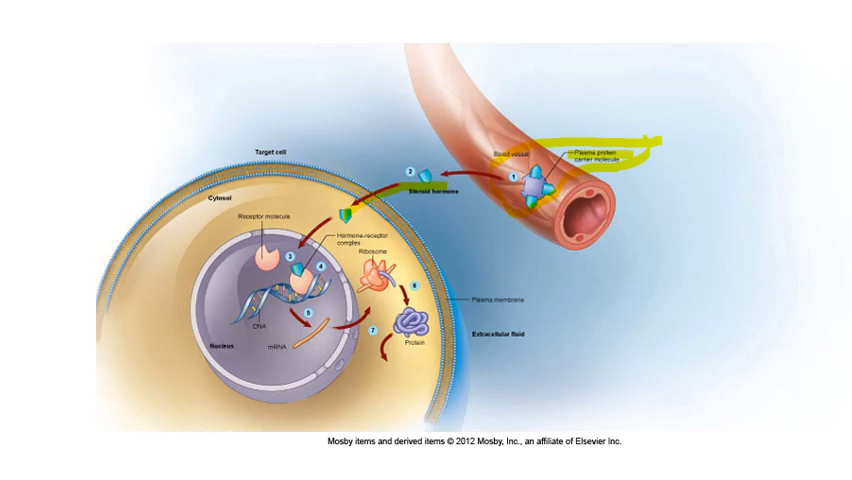 Target cell
Blood vessel
Plasma protein
carrier molecule
1
2
Steroid hormone
Cytosol
Receptor molecule
Hormone-receptor
complex
Ribosome
3
4
6
Plasma membrane
DNA
5
7
Extracellular fluid
Protein
Nucleus
mRNA
Mosby items and derived items © 2012 Mosby, Inc., an affiliate of Elsevier Inc.